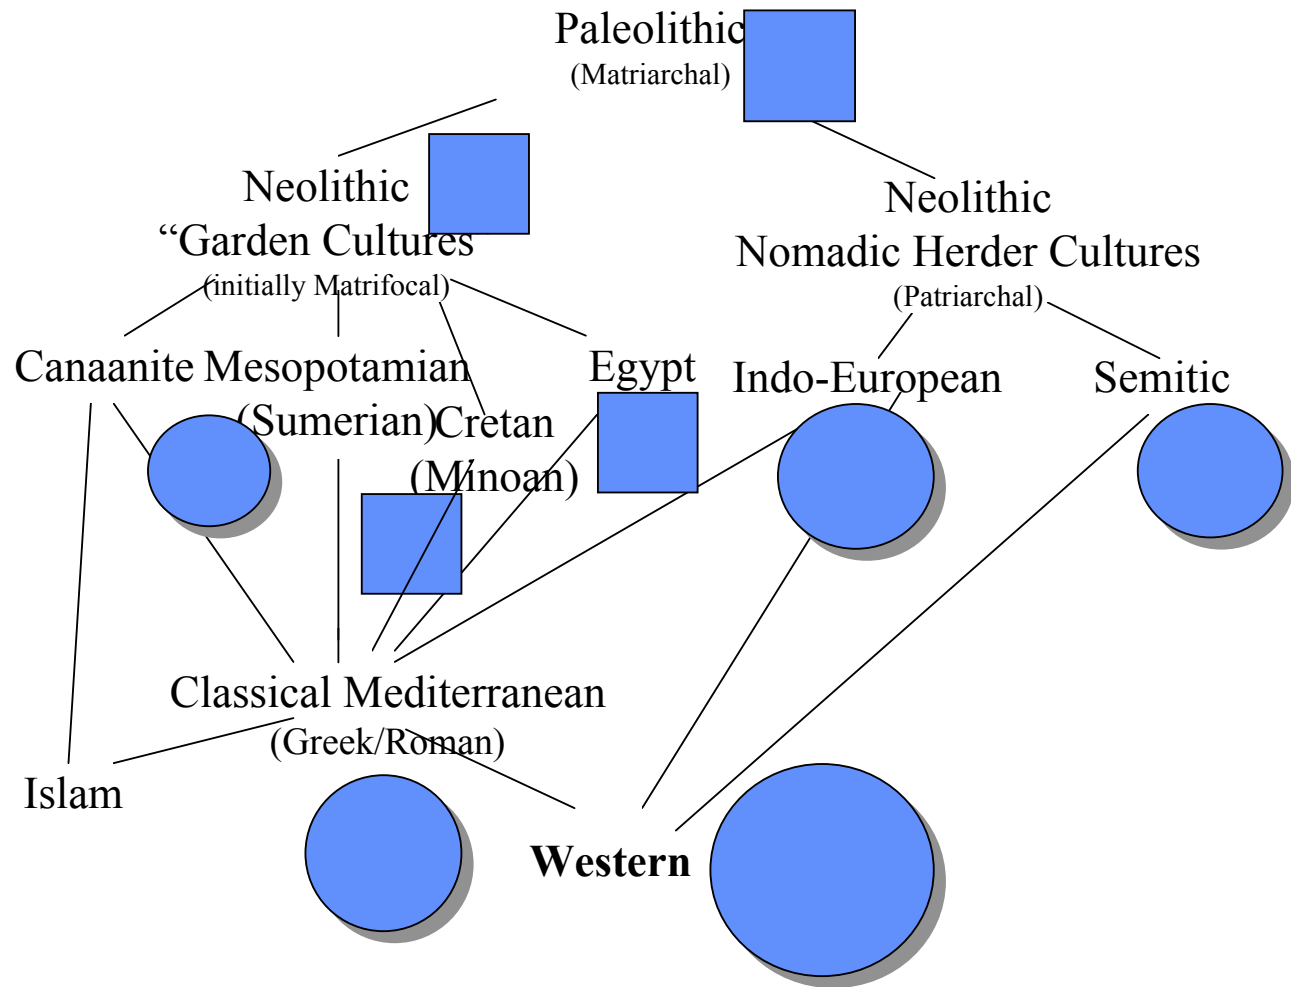 Paleolithic
(Matriarchal)
Neolithic
“Garden Cultures
(initially Matrifocal)
Neolithic
Nomadic Herder Cultures
(Patriarchal)
Canaanite
Mesopotamian
(Sumerian)
Cretan
(Minoan)
Egypt
Indo-European
Semitic
Classical Mediterranean
(Greek/Roman)
Islam
Western